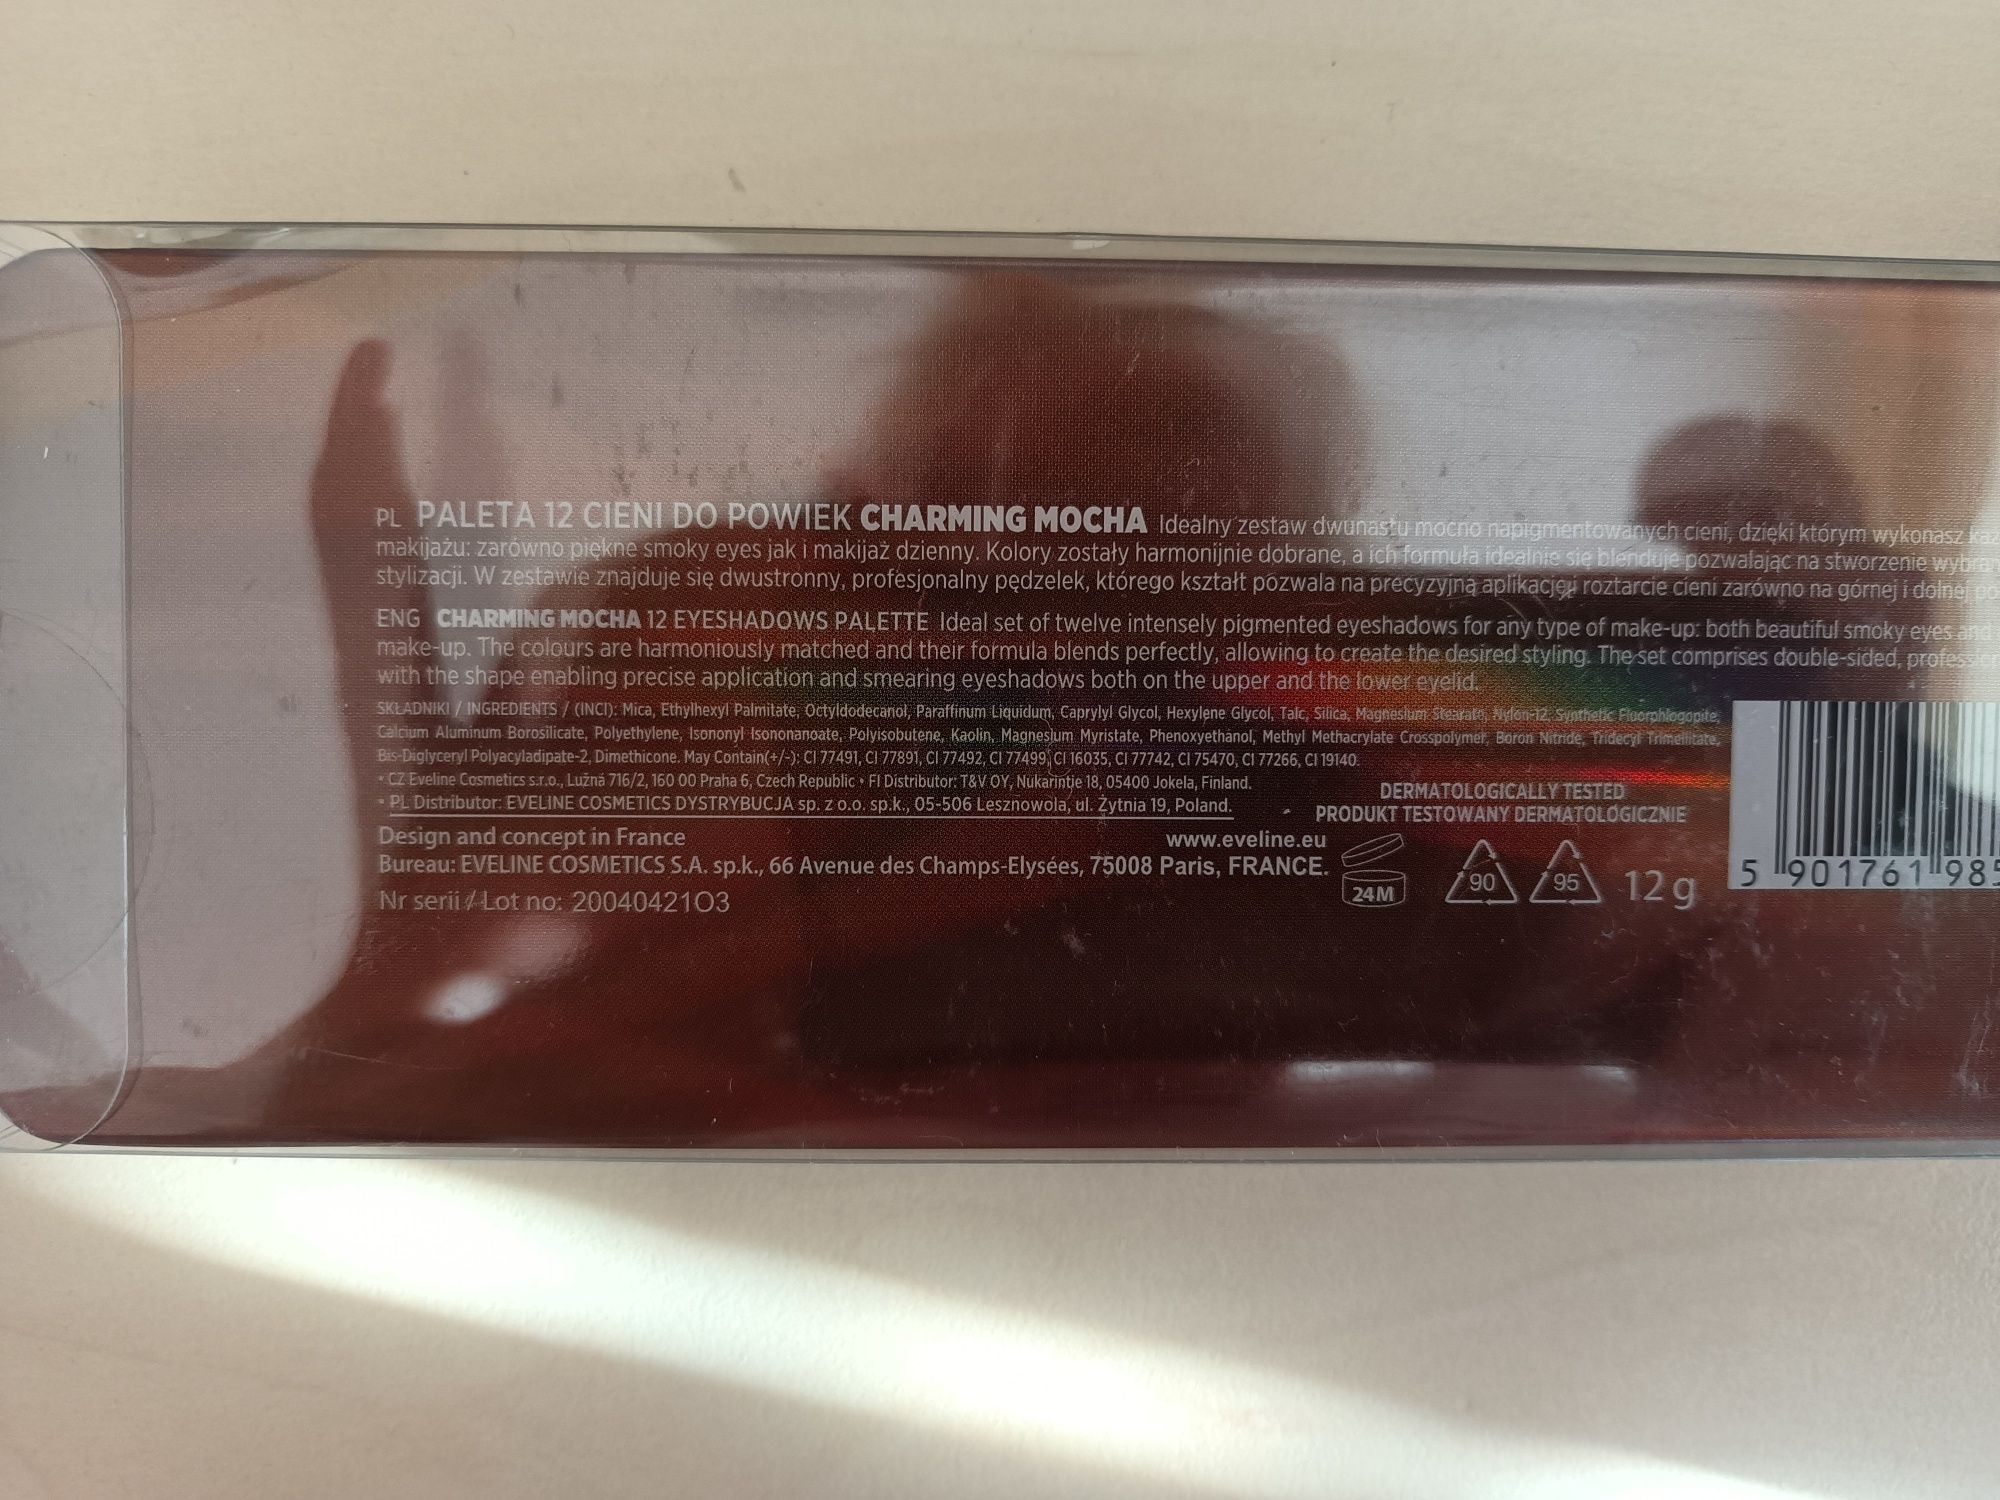 PL PALETA 12 CIENI DO POWIEK CHARMING MOCHA Idealny zestaw dwunastu mocno napigmentowanych cieni, dzięki którym wykonasz
makijażu: zarówno piękne smoky eyes jak i makijaż dzienny. Kolory zostały harmonijnie dobrane, a ich formuła idealnie się blenduje pozwalając na stworzenie
stylizacji. W zestawie znajduje się dwustronny, profesjonalny pędzelek, którego kształt pozwala na precyzyjną aplikację i roztarcie cieni zarówno na górnej i dolnej
ENG CHARMING MOCHA 12 EYESHADOWS PALETTE Ideal set of twelve intensely pigmented eyeshadows for any type of make-up: both beautiful smoky eyes and
make-up. The colours are harmoniously matched and their formula blends perfectly, allowing to create the desired styling. The set comprises double-sided,
with the shape enabling precise application and smearing eyeshadows both on the upper and the lower eyelid.
SKŁADNIKI / INGREDIENTS / (INCI): Mica, Ethylhexyl Palmitate, Octyldodecanol, Paraffinum Liquidum, Caprylyl Glycol, Hexylene Glycol, Talc, Silica, Magnesium Stearate, Nylon-12, Synthetic Fluorphlogopite,
Calcium Aluminum Borosilicate, Polyethylene, Isononyl Isononanoate, Polyisobutene, Kaolin, Magnesium Myristate, Phenoxyethanol, Methyl Methacrylate Crosspolymer, Boron Nitride, Tridecyl Trimellitate,
Bis-Diglyceryl Polyacyladipate-2, Dimethicone. May Contain(+/-): CI 77491, CI 77891, CI 77492, CI 77499, CI 16035, CI 77742, CI 75470, CI 77266, CI 19140.
• CZ Eveline Cosmetics s.r.o., Lužná 716/2, 160 00 Praha 6, Czech Republic • FI Distributor: T&V OY, Nukarintie 18, 05400 Jokela, Finland.
• PL Distributor: EVELINE COSMETICS DYSTRYBUCJA sp. z o.o. sp.k., 05-506 Lesznowola, ul. Żytnia 19, Poland.
DERMATOLOGICALLY TESTED
PRODUKT TESTOWANY DERMATOLOGICZNIE
Design and concept in France
www.eveline.eu
Bureau: EVELINE COSMETICS S.A. sp.k., 66 Avenue des Champs-Elysées, 75008 Paris, FRANCE.
Nr serii / Lot no: 2004042103
24M
90
95
12 g
5 901761 985